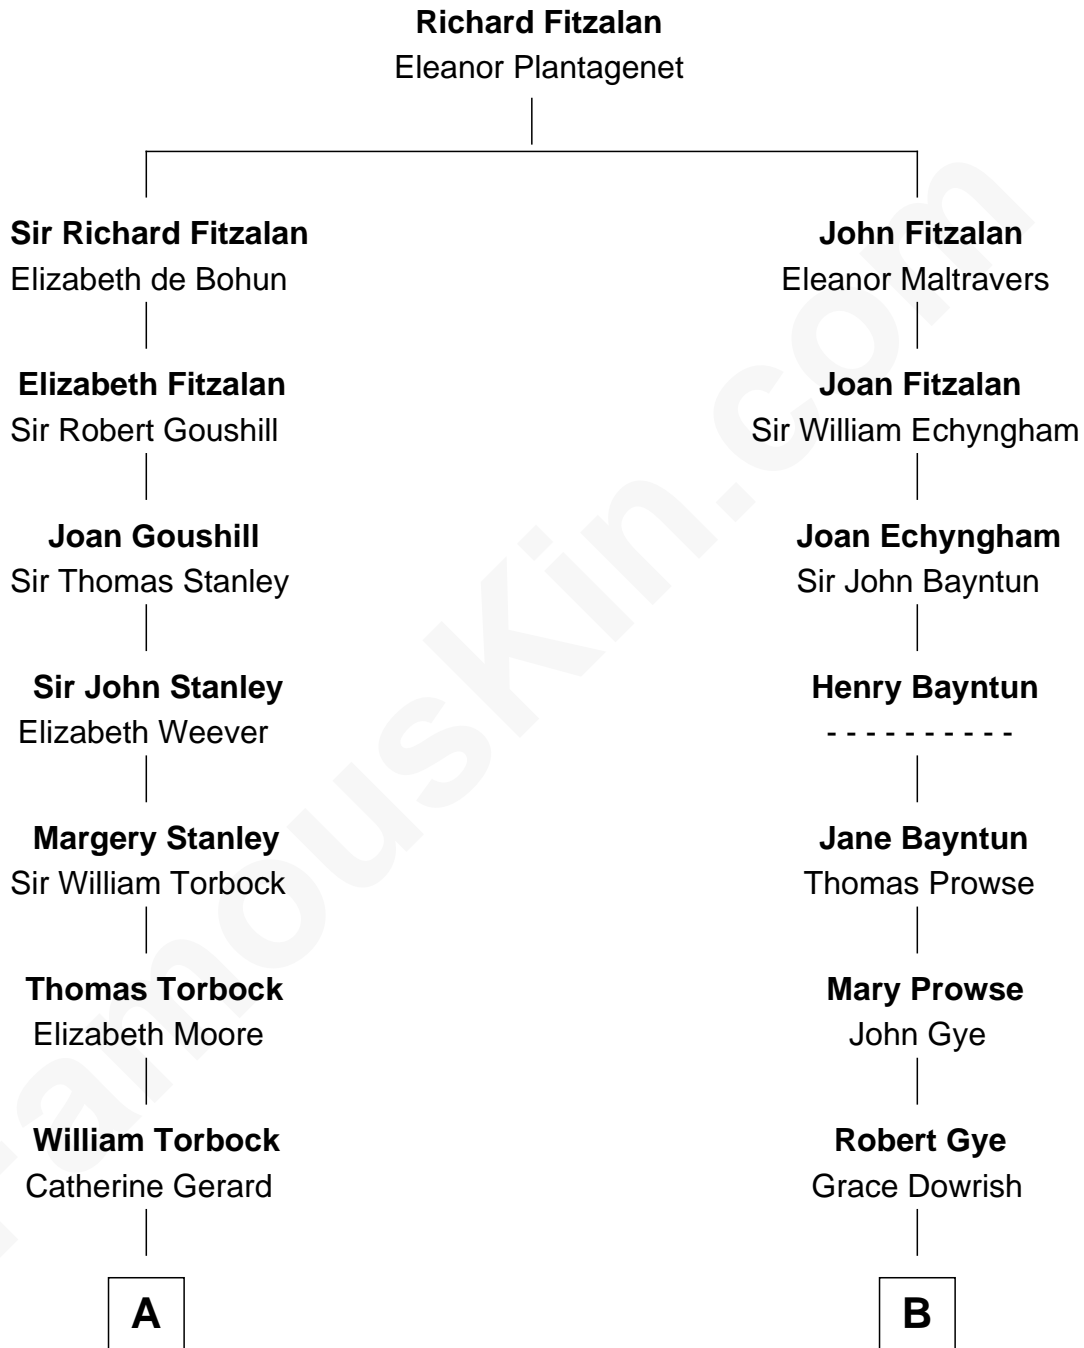 Richard Fitzalan
Eleanor Plantagenet
Sir Richard Fitzalan
Elizabeth de Bohun
Elizabeth Fitzalan
Sir Robert Goushill
Joan Goushill
Sir Thomas Stanley
Sir John Stanley
Elizabeth Weever
Margery Stanley
Sir William Torbock
Thomas Torbock
Elizabeth Moore
William Torbock
Catherine Gerard
A
John Fitzalan
Eleanor Maltravers
Joan Fitzalan
Sir William Echyngham
Joan Echyngham
Sir John Bayntun
Henry Bayntun
- - - - - - - - - -
Jane Bayntun
Thomas Prowse
Mary Prowse
John Gye
Robert Gye
Grace Dowrish
B
FamousKin.com